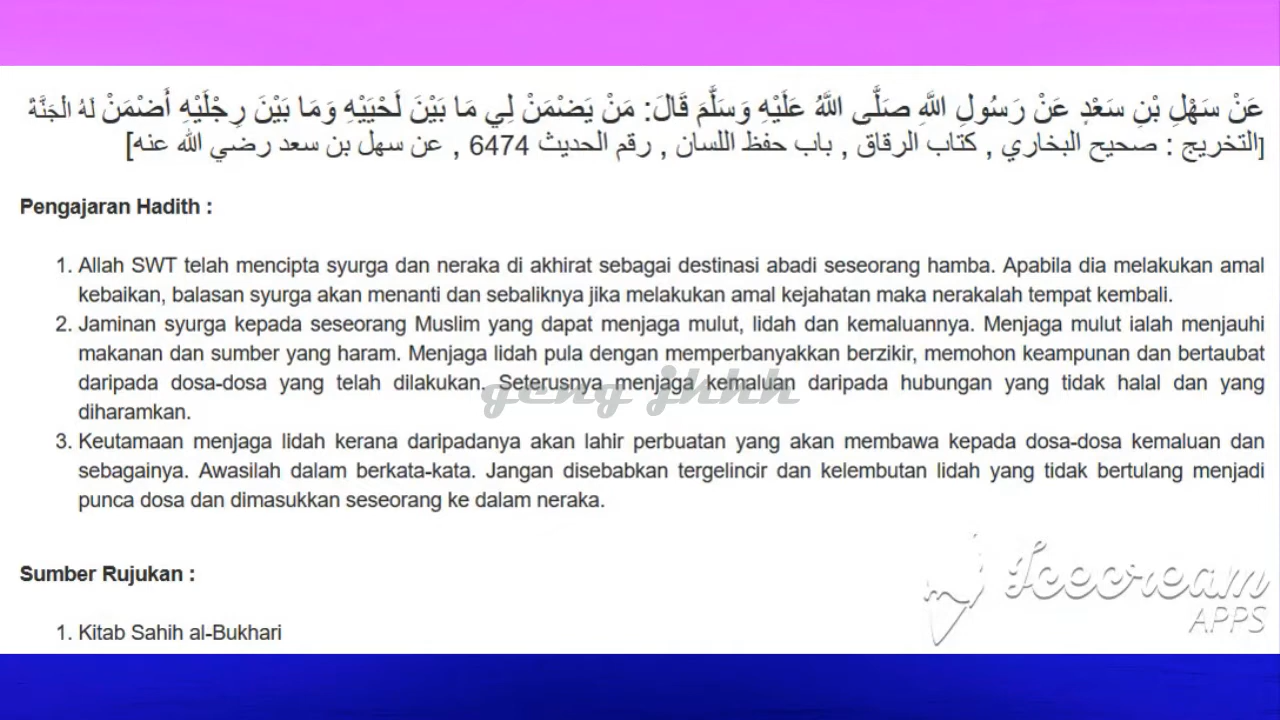 عَنْ سَهْلِ بْنِ سَعْدٍ عَنْ رَسُولِ اللَّهِ صَلَّى اللَّهُ عَلَيْهِ وَسَلَّمَ قَالَ: مَنْ يَضْمَنْ لِي مَا بَيْنَ لَحْيَيْهِ وَمَا بَيْنَ رِجْلَيْهِ أَضْمَنْ لَهُ الْجَنَّةَ
[التخريج : صحيح البخاري , كتاب الرقاق , باب حفظ اللسان , رقم الحديث 6474 , عن سهل بن سعد رضي الله عنه]
Pengajaran Hadith :
1. Allah SWT telah mencipta syurga dan neraka di akhirat sebagai destinasi abadi seseorang hamba. Apabila dia melakukan amal
kebaikan, balasan syurga akan menanti dan sebaliknya jika melakukan amal kejahatan maka nerakalah tempat kembali.
2. Jaminan syurga kepada seseorang Muslim yang dapat menjaga mulut, lidah dan kemaluannya. Menjaga mulut ialah menjauhi
makanan dan sumber yang haram. Menjaga lidah pula dengan memperbanyakkan berzikir, memohon keampunan dan bertaubat
daripada dosa-dosa yang telah dilakukan. Seterusnya menjaga kemaluan daripada hubungan yang tidak halal dan yang
diharamkan.
geng jkhh
3. Keutamaan menjaga lidah kerana daripadanya akan lahir perbuatan yang akan membawa kepada dosa-dosa kemaluan dan
sebagainya. Awasilah dalam berkata-kata. Jangan disebabkan tergelincir dan kelembutan lidah yang tidak bertulang menjadi
punca dosa dan dimasukkan seseorang ke dalam neraka.
Sumber Rujukan :
1. Kitab Sahih al-Bukhari
Icecream
APPS